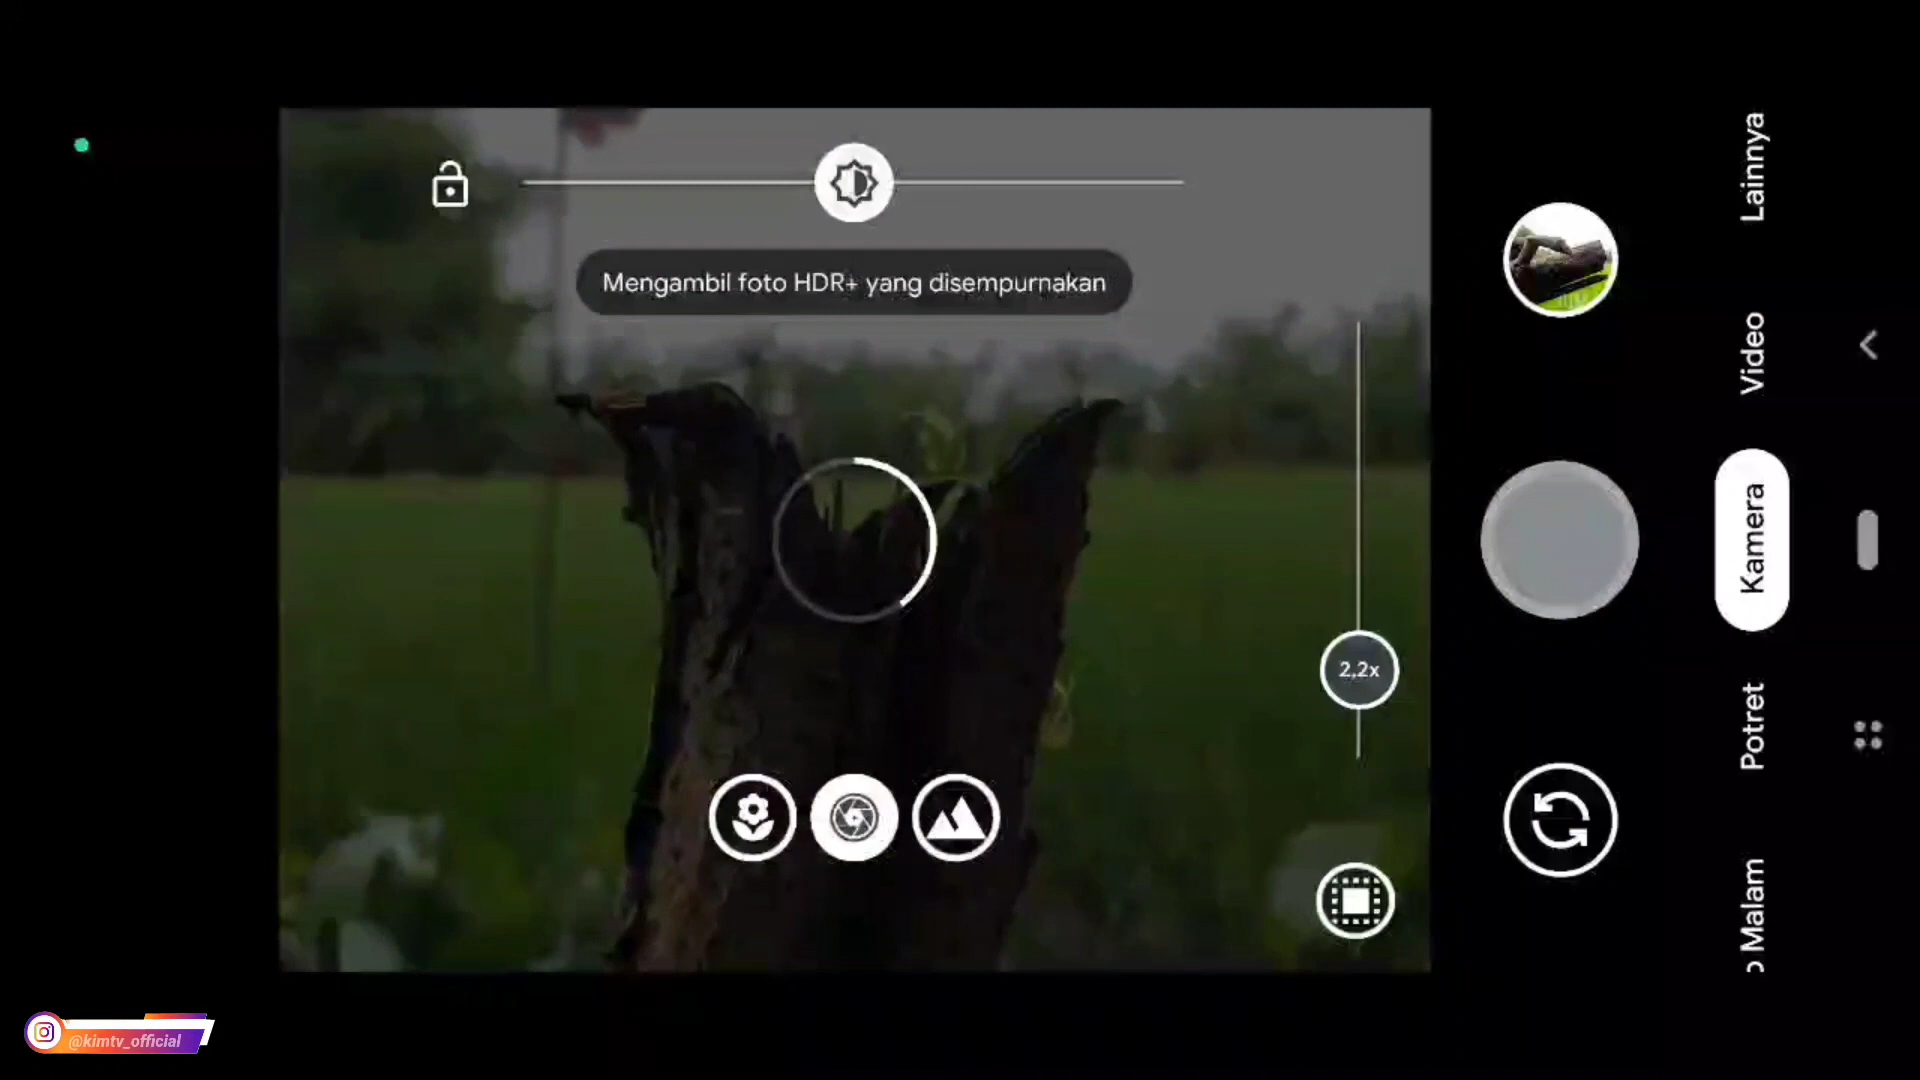 Mengambil foto HDR+ yang disempurnakan
2,2x
Lainnya
Video
Kamera
Potret
Malam
@kimtv_official